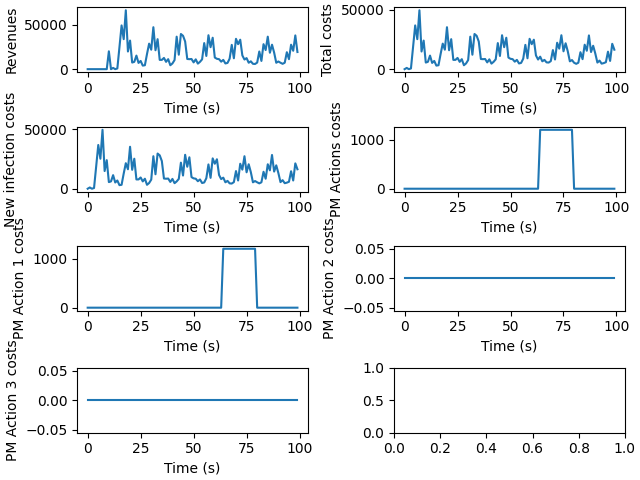 Revenues
50000
0
0 25 50 75 100
Time (s)
Total costs
50000
0
0 25 50 75 100
Time (s)
New infection costs
50000
0
0 25 50 75 100
Time (s)
PM Actions costs
1000
0
0 25 50 75 100
Time (s)
PM Action 1 costs
1000
0
0 25 50 75 100
Time (s)
PM Action 2 costs
0.05
0.00
−0.05
0 25 50 75 100
Time (s)
PM Action 3 costs
0.05
0.00
−0.05
0 25 50 75 100
Time (s)
1.0
0.5
0.0
0.0 0.2 0.4 0.6 0.8 1.0